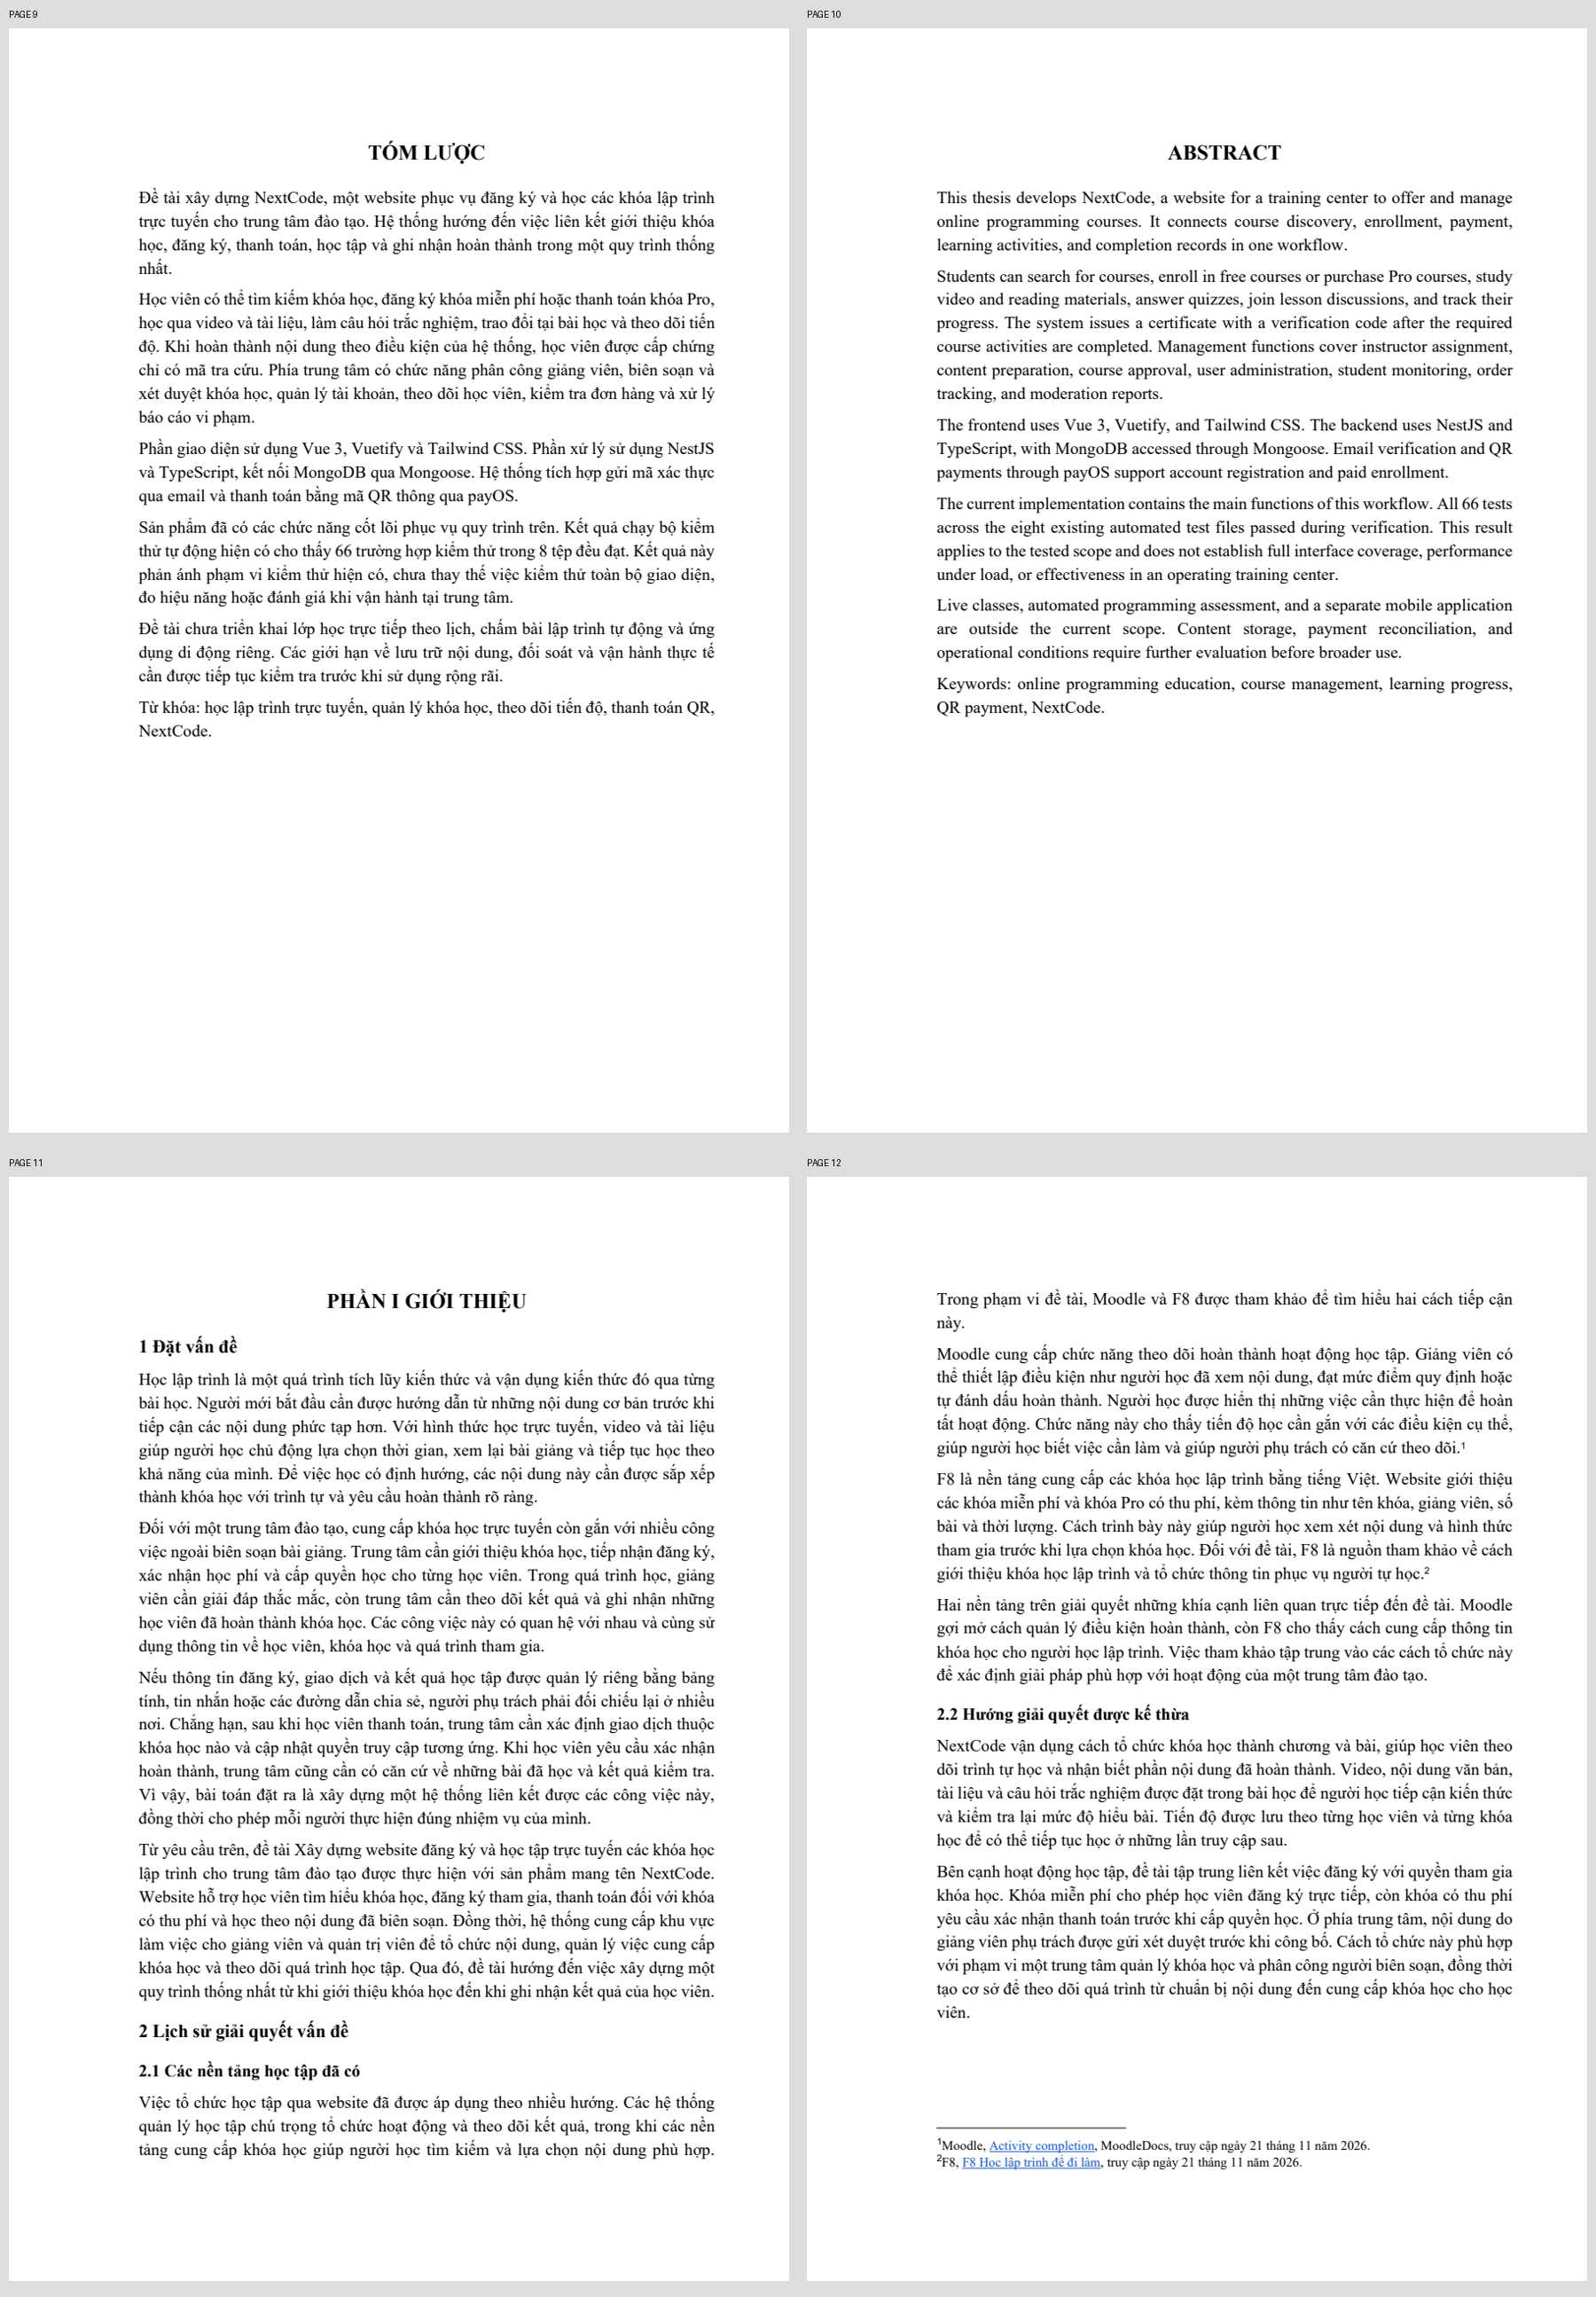 PAGE 9
TÓM LƯỢC
Đề tài xây dựng NextCode, một website phục vụ đăng ký và học các khóa lập trình
trực tuyến cho trung tâm đào tạo. Hệ thống hướng đến việc liên kết giới thiệu khóa
học, đăng ký, thanh toán, học tập và ghi nhận hoàn thành trong một quy trình thống
nhất.
Học viên có thể tìm kiếm khóa học, đăng ký khóa miễn phí hoặc thanh toán khóa Pro,
học qua video và tài liệu, làm câu hỏi trắc nghiệm, trao đổi tại bài học và theo dõi tiến
độ. Khi hoàn thành nội dung theo điều kiện của hệ thống, học viên được cấp chứng
chỉ có mã tra cứu. Phía trung tâm có chức năng phân công giảng viên, biên soạn và
xét duyệt khóa học, quản lý tài khoản, theo dõi học viên, kiểm tra đơn hàng và xử lý
báo cáo vi phạm.
Phần giao diện sử dụng Vue 3, Vuetify và Tailwind CSS. Phần xử lý sử dụng NestJS
và TypeScript, kết nối MongoDB qua Mongoose. Hệ thống tích hợp gửi mã xác thực
qua email và thanh toán bằng mã QR thông qua payOS.
Sản phẩm đã có các chức năng cốt lõi phục vụ quy trình trên. Kết quả chạy bộ kiểm
thử tự động hiện có cho thấy 66 trường hợp kiểm thử trong 8 tệp đều đạt. Kết quả này
phản ánh phạm vi kiểm thử hiện có, chưa thay thế việc kiểm thử toàn bộ giao diện,
đo hiệu năng hoặc đánh giá khi vận hành tại trung tâm.
Đề tài chưa triển khai lớp học trực tiếp theo lịch, chấm bài lập trình tự động và ứng
dụng di động riêng. Các giới hạn về lưu trữ nội dung, đối soát và vận hành thực tế
cần được tiếp tục kiểm tra trước khi sử dụng rộng rãi.
Từ khóa: học lập trình trực tuyến, quản lý khóa học, theo dõi tiến độ, thanh toán QR,
NextCode.
PAGE 10
ABSTRACT
This thesis develops NextCode, a website for a training center to offer and manage
online programming courses. It connects course discovery, enrollment, payment,
learning activities, and completion records in one workflow.
Students can search for courses, enroll in free courses or purchase Pro courses, study
video and reading materials, answer quizzes, join lesson discussions, and track their
progress. The system issues a certificate with a verification code after the required
course activities are completed. Management functions cover instructor assignment,
content preparation, course approval, user administration, student monitoring, order
tracking, and moderation reports.
The frontend uses Vue 3, Vuetify, and Tailwind CSS. The backend uses NestJS and
TypeScript, with MongoDB accessed through Mongoose. Email verification and QR
payments through payOS support account registration and paid enrollment.
The current implementation contains the main functions of this workflow. All 66 tests
across the eight existing automated test files passed during verification. This result
applies to the tested scope and does not establish full interface coverage, performance
under load, or effectiveness in an operating training center.
Live classes, automated programming assessment, and a separate mobile application
are outside the current scope. Content storage, payment reconciliation, and
operational conditions require further evaluation before broader use.
Keywords: online programming education, course management, learning progress,
QR payment, NextCode.
PAGE 11
PHẦN I GIỚI THIỆU
1 Đặt vấn đề
Học lập trình là một quá trình tích lũy kiến thức và vận dụng kiến thức đó qua từng
bài học. Người mới bắt đầu cần được hướng dẫn từ những nội dung cơ bản trước khi
tiếp cận các nội dung phức tạp hơn. Với hình thức học trực tuyến, video và tài liệu
giúp người học chủ động lựa chọn thời gian, xem lại bài giảng và tiếp tục học theo
khả năng của mình. Để việc học có định hướng, các nội dung này cần được sắp xếp
thành khóa học với trình tự và yêu cầu hoàn thành rõ ràng.
Đối với một trung tâm đào tạo, cung cấp khóa học trực tuyến còn gắn với nhiều công
việc ngoài biên soạn bài giảng. Trung tâm cần giới thiệu khóa học, tiếp nhận đăng ký,
xác nhận học phí và cấp quyền học cho từng học viên. Trong quá trình học, giảng
viên cần giải đáp thắc mắc, còn trung tâm cần theo dõi kết quả và ghi nhận những
học viên đã hoàn thành khóa học. Các công việc này có quan hệ với nhau và cùng sử
dụng thông tin về học viên, khóa học và quá trình tham gia.
Nếu thông tin đăng ký, giao dịch và kết quả học tập được quản lý riêng bằng bảng
tính, tin nhắn hoặc các đường dẫn chia sẻ, người phụ trách phải đối chiếu lại ở nhiều
nơi. Chẳng hạn, sau khi học viên thanh toán, trung tâm cần xác định giao dịch thuộc
khóa học nào và cập nhật quyền truy cập tương ứng. Khi học viên yêu cầu xác nhận
hoàn thành, trung tâm cũng cần có căn cứ về những bài đã học và kết quả kiểm tra.
Vì vậy, bài toán đặt ra là xây dựng một hệ thống liên kết được các công việc này,
đồng thời cho phép mỗi người thực hiện đúng nhiệm vụ của mình.
Từ yêu cầu trên, đề tài Xây dựng website đăng ký và học tập trực tuyến các khóa học
lập trình cho trung tâm đào tạo được thực hiện với sản phẩm mang tên NextCode.
Website hỗ trợ học viên tìm hiểu khóa học, đăng ký tham gia, thanh toán đối với khóa
có thu phí và học theo nội dung đã biên soạn. Đồng thời, hệ thống cung cấp khu vực
làm việc cho giảng viên và quản trị viên để tổ chức nội dung, quản lý việc cung cấp
khóa học và theo dõi quá trình học tập. Qua đó, đề tài hướng đến việc xây dựng một
quy trình thống nhất từ khi giới thiệu khóa học đến khi ghi nhận kết quả của học viên.
2 Lịch sử giải quyết vấn đề
2.1 Các nền tảng học tập đã có
Việc tổ chức học tập qua website đã được áp dụng theo nhiều hướng. Các hệ thống
quản lý học tập chú trọng tổ chức hoạt động và theo dõi kết quả, trong khi các nền
tảng cung cấp khóa học giúp người học tìm kiếm và lựa chọn nội dung phù hợp.
PAGE 12
Trong phạm vi đề tài, Moodle và F8 được tham khảo để tìm hiểu hai cách tiếp cận
này.
Moodle cung cấp chức năng theo dõi hoàn thành hoạt động học tập. Giảng viên có
thể thiết lập điều kiện như người học đã xem nội dung, đạt mức điểm quy định hoặc
tự đánh dấu hoàn thành. Người học được hiển thị những việc cần thực hiện để hoàn
tất hoạt động. Chức năng này cho thấy tiến độ học cần gắn với các điều kiện cụ thể,
giúp người học biết việc cần làm và giúp người phụ trách có căn cứ theo dõi.¹
F8 là nền tảng cung cấp các khóa học lập trình bằng tiếng Việt. Website giới thiệu
các khóa miễn phí và khóa Pro có thu phí, kèm thông tin như tên khóa, giảng viên, số
bài và thời lượng. Cách trình bày này giúp người học xem xét nội dung và hình thức
tham gia trước khi lựa chọn khóa học. Đối với đề tài, F8 là nguồn tham khảo về cách
giới thiệu khóa học lập trình và tổ chức thông tin phục vụ người tự học.²
Hai nền tảng trên giải quyết những khía cạnh liên quan trực tiếp đến đề tài. Moodle
gợi mở cách quản lý điều kiện hoàn thành, còn F8 cho thấy cách cung cấp thông tin
khóa học cho người học lập trình. Việc tham khảo tập trung vào các cách tổ chức này
để xác định giải pháp phù hợp với hoạt động của một trung tâm đào tạo.
2.2 Hướng giải quyết được kế thừa
NextCode vận dụng cách tổ chức khóa học thành chương và bài, giúp học viên theo
dõi trình tự học và nhận biết phần nội dung đã hoàn thành. Video, nội dung văn bản,
tài liệu và câu hỏi trắc nghiệm được đặt trong bài học để người học tiếp cận kiến thức
và kiểm tra lại mức độ hiểu bài. Tiến độ được lưu theo từng học viên và từng khóa
học để có thể tiếp tục học ở những lần truy cập sau.
Bên cạnh hoạt động học tập, đề tài tập trung liên kết việc đăng ký với quyền tham gia
khóa học. Khóa miễn phí cho phép học viên đăng ký trực tiếp, còn khóa có thu phí
yêu cầu xác nhận thanh toán trước khi cấp quyền học. Ở phía trung tâm, nội dung do
giảng viên phụ trách được gửi xét duyệt trước khi công bố. Cách tổ chức này phù hợp
với phạm vi một trung tâm quản lý khóa học và phân công người biên soạn, đồng thời
tạo cơ sở để theo dõi quá trình từ chuẩn bị nội dung đến cung cấp khóa học cho học
viên.
¹Moodle, Activity completion, MoodleDocs, truy cập ngày 21 tháng 11 năm 2026.
²F8, F8 Học lập trình để đi làm, truy cập ngày 21 tháng 11 năm 2026.